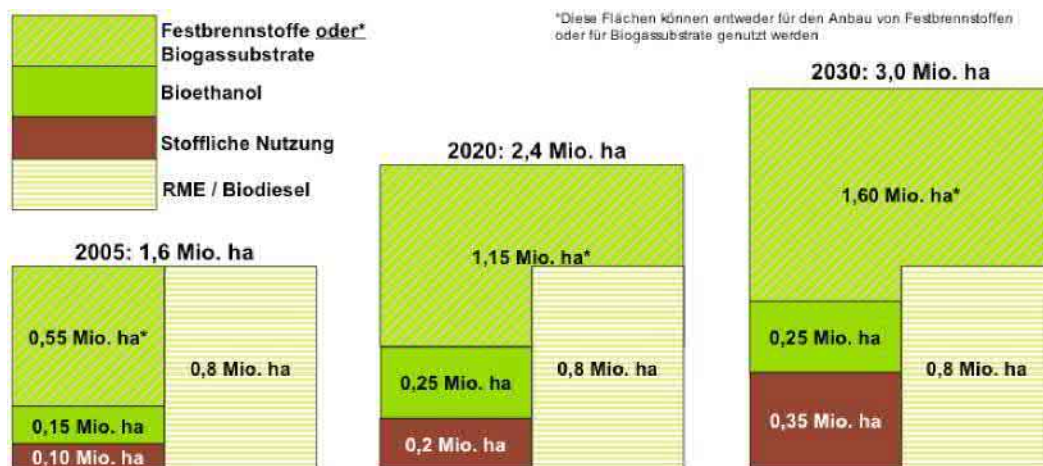 Festbrennstoffe oder*
Biogassubstrate
Bioethanol
Stoffliche Nutzung
RME / Biodiesel
*Diese Flächen können entweder für den Anbau von Festbrennstoffen
oder für Biogassubstrate genutzt werden
2005: 1,6 Mio. ha
0,55 Mio. ha*
0,15 Mio. ha
0,10 Mio. ha
0,8 Mio. ha
2020: 2,4 Mio. ha
1,15 Mio. ha*
0,25 Mio. ha
0,2 Mio. ha
0,8 Mio. ha
2030: 3,0 Mio. ha
1,60 Mio. ha*
0,25 Mio. ha
0,35 Mio. ha
0,8 Mio. ha